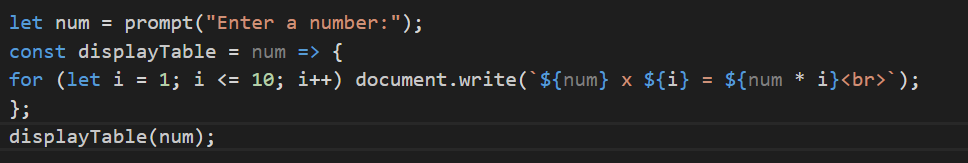 let num = prompt("Enter a number:");
const displayTable = num => {
for (let i = 1; i <= 10; i++) document.write(`${num} x ${i} = ${num * i}<br>`);
};
displayTable(num);